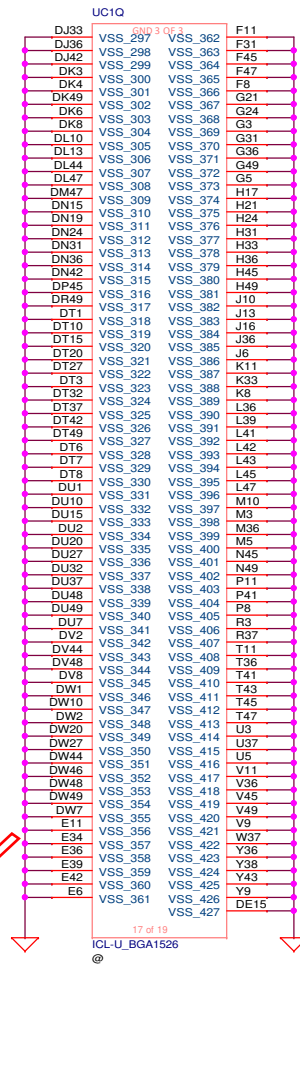 UC1Q
GND 3 OF 3
DJ33 VSS_297 VSS_362 F11
DJ36 VSS_298 VSS_363 F31
DJ42 VSS_299 VSS_364 F45
DK3 VSS_300 VSS_365 F47
DK4 VSS_301 VSS_366 F8
DK49 VSS_302 VSS_367 G21
DK6 VSS_303 VSS_368 G24
DK8 VSS_304 VSS_369 G3
DL10 VSS_305 VSS_370 G31
DL13 VSS_306 VSS_371 G36
DL44 VSS_307 VSS_372 G49
DL47 VSS_308 VSS_373 G5
DM47 VSS_309 VSS_374 H17
DN15 VSS_310 VSS_375 H21
DN19 VSS_311 VSS_376 H24
DN24 VSS_312 VSS_377 H31
DN31 VSS_313 VSS_378 H33
DN36 VSS_314 VSS_379 H36
DN42 VSS_315 VSS_380 H45
DP45 VSS_316 VSS_381 H49
DR49 VSS_317 VSS_382 J10
DT1 VSS_318 VSS_383 J13
DT10 VSS_319 VSS_384 J16
DT15 VSS_320 VSS_385 J36
DT20 VSS_321 VSS_386 J6
DT27 VSS_322 VSS_387 K11
DT3 VSS_323 VSS_388 K33
DT32 VSS_324 VSS_389 K8
DT37 VSS_325 VSS_390 L36
DT42 VSS_326 VSS_391 L39
DT49 VSS_327 VSS_392 L41
DT6 VSS_328 VSS_393 L42
DT7 VSS_329 VSS_394 L43
DT8 VSS_330 VSS_395 L45
DU1 VSS_331 VSS_396 L47
DU10 VSS_332 VSS_397 M10
DU15 VSS_333 VSS_398 M3
DU2 VSS_334 VSS_399 M36
DU20 VSS_335 VSS_400 M5
DU27 VSS_336 VSS_401 N45
DU32 VSS_337 VSS_402 N49
DU37 VSS_338 VSS_403 P11
DU48 VSS_339 VSS_404 P41
DU49 VSS_340 VSS_405 P8
DU7 VSS_341 VSS_406 R3
DV2 VSS_342 VSS_407 R37
DV44 VSS_343 VSS_408 T11
DV48 VSS_344 VSS_409 T36
DV8 VSS_345 VSS_410 T41
DW1 VSS_346 VSS_411 T43
DW10 VSS_347 VSS_412 T45
DW2 VSS_348 VSS_413 T47
DW20 VSS_349 VSS_414 U3
DW27 VSS_350 VSS_415 U37
DW44 VSS_351 VSS_416 U5
DW46 VSS_352 VSS_417 V11
DW48 VSS_353 VSS_418 V36
DW49 VSS_354 VSS_419 V45
DW7 VSS_355 VSS_420 V49
E11 VSS_356 VSS_421 V9
E34 VSS_357 VSS_422 W37
E36 VSS_358 VSS_423 Y36
E39 VSS_359 VSS_424 Y38
E42 VSS_360 VSS_425 Y43
E6 VSS_361 VSS_426 Y9
VSS_427 DE15
17 of 19
ICL-U_BGA1526
@